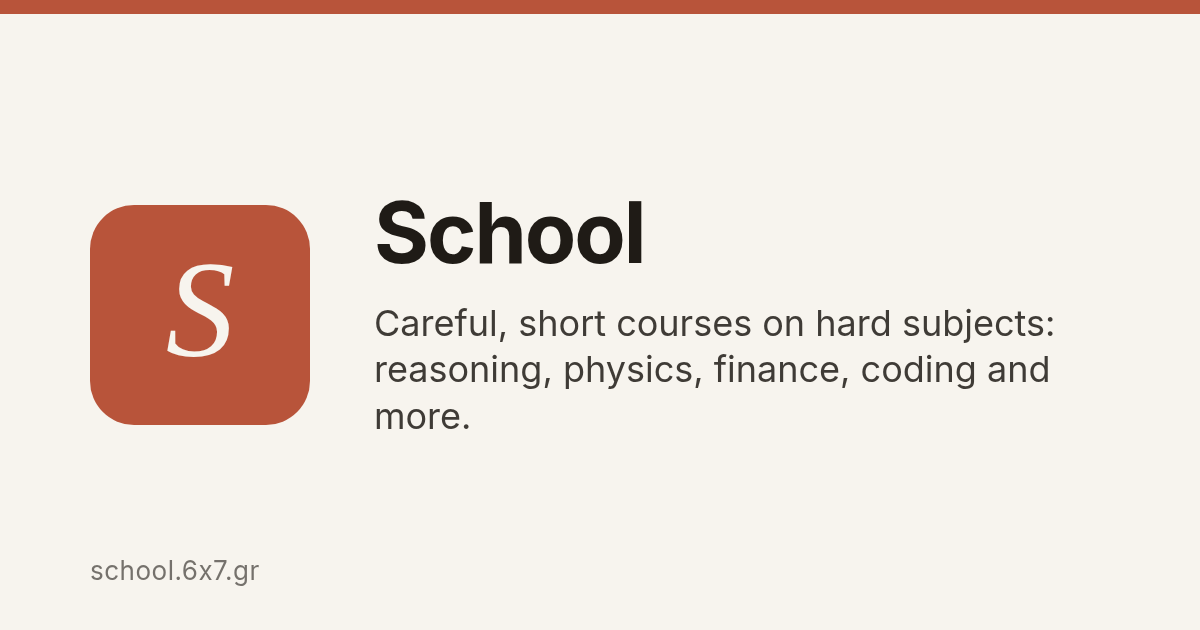 S
School
Careful, short courses on hard subjects:
reasoning, physics, finance, coding and
more.
school.6x7.gr